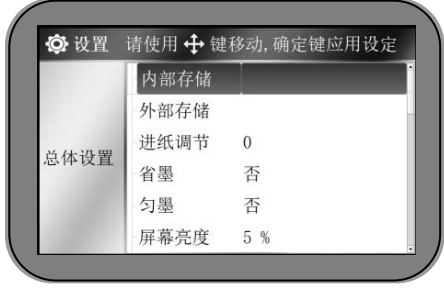 设置 请使用 键移动,确定键应用设定
内部存储
外部存储
总体设置
进纸调节 0
省墨 否
匀墨 否
屏幕亮度 5 %